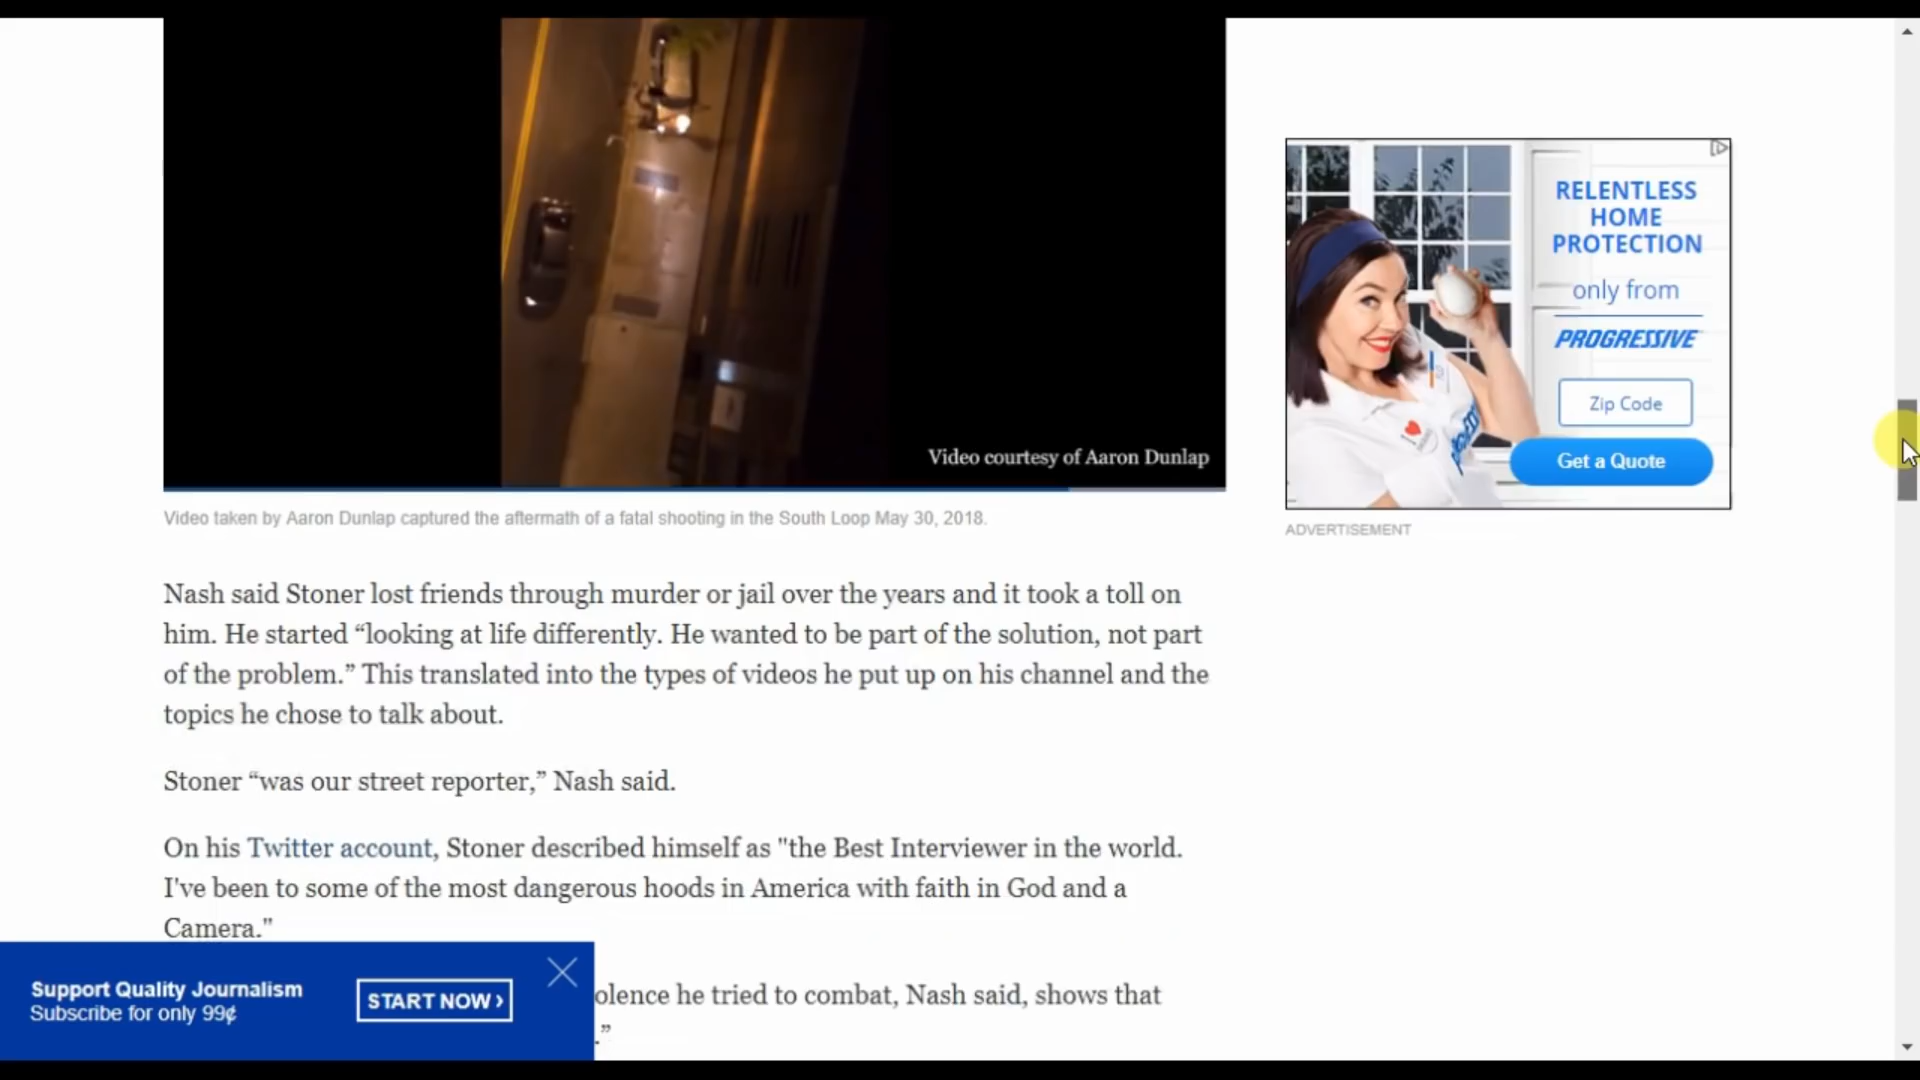 Video courtesy of Aaron Dunlap
Video taken by Aaron Dunlap captured the aftermath of a fatal shooting in the South Loop May 30, 2018.
Nash said Stoner lost friends through murder or jail over the years and it took a toll on
him. He started “looking at life differently. He wanted to be part of the solution, not part
of the problem.” This translated into the types of videos he put up on his channel and the
topics he chose to talk about.
Stoner “was our street reporter,” Nash said.
On his Twitter account, Stoner described himself as "the Best Interviewer in the world.
I've been to some of the most dangerous hoods in America with faith in God and a
Camera."
olence he tried to combat, Nash said, shows that
.”
Support Quality Journalism
Subscribe for only 99¢
START NOW ›
RELENTLESS
HOME
PROTECTION
only from
PROGRESSIVE
Zip Code
Get a Quote
ADVERTISEMENT